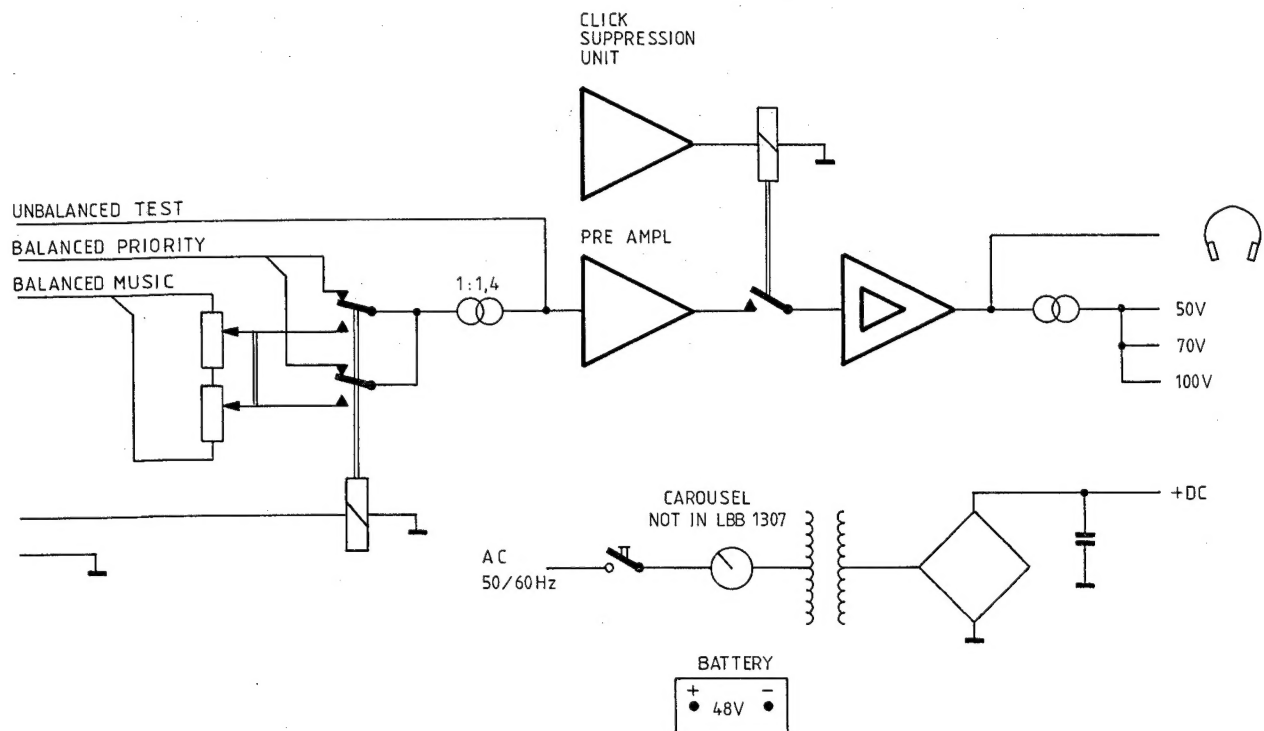 CLICK
SUPPRESSION
UNIT
UNBALANCED TEST
BALANCED PRIORITY
BALANCED MUSIC
1:1,4
PRE AMPL
50V
70V
100V
CAROUSEL
NOT IN LBB 1307
+DC
AC
50/60Hz
BATTERY
+ −
48V